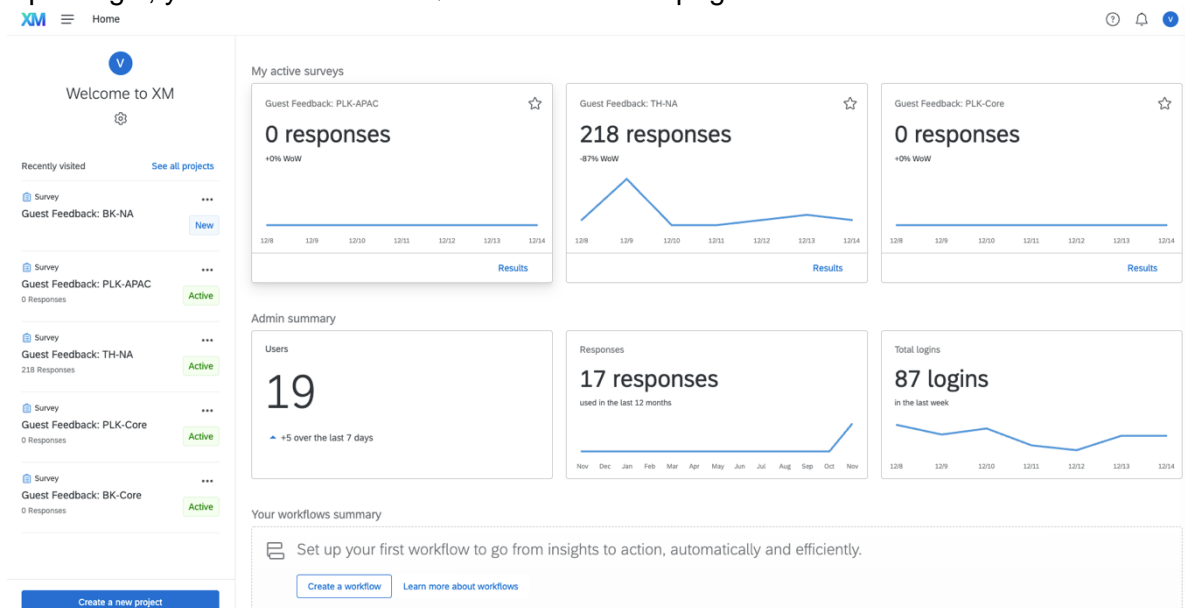 XM
Home
V
V
Welcome to XM
Recently visited
See all projects
Survey
Guest Feedback: BK-NA
New
Survey
Guest Feedback: PLK-APAC
0 Responses
Active
Survey
Guest Feedback: TH-NA
218 Responses
Active
Survey
Guest Feedback: PLK-Core
0 Responses
Active
Survey
Guest Feedback: BK-Core
0 Responses
Active
Create a new project
My active surveys
Guest Feedback: PLK-APAC
0 responses
+0% WoW
12/8 12/9 12/10 12/11 12/12 12/13 12/14
Results
Guest Feedback: TH-NA
218 responses
-87% WoW
12/8 12/9 12/10 12/11 12/12 12/13 12/14
Results
Guest Feedback: PLK-Core
0 responses
+0% WoW
12/8 12/9 12/10 12/11 12/12 12/13 12/14
Results
Admin summary
Users
19
+5 over the last 7 days
Responses
17 responses
used in the last 12 months
Nov Dec Jan Feb Mar Apr May Jun Jul Aug Sep Oct Nov
Total logins
87 logins
in the last week
12/8 12/9 12/10 12/11 12/12 12/13 12/14
Your workflows summary
Set up your first workflow to go from insights to action, automatically and efficiently.
Create a workflow
Learn more about workflows